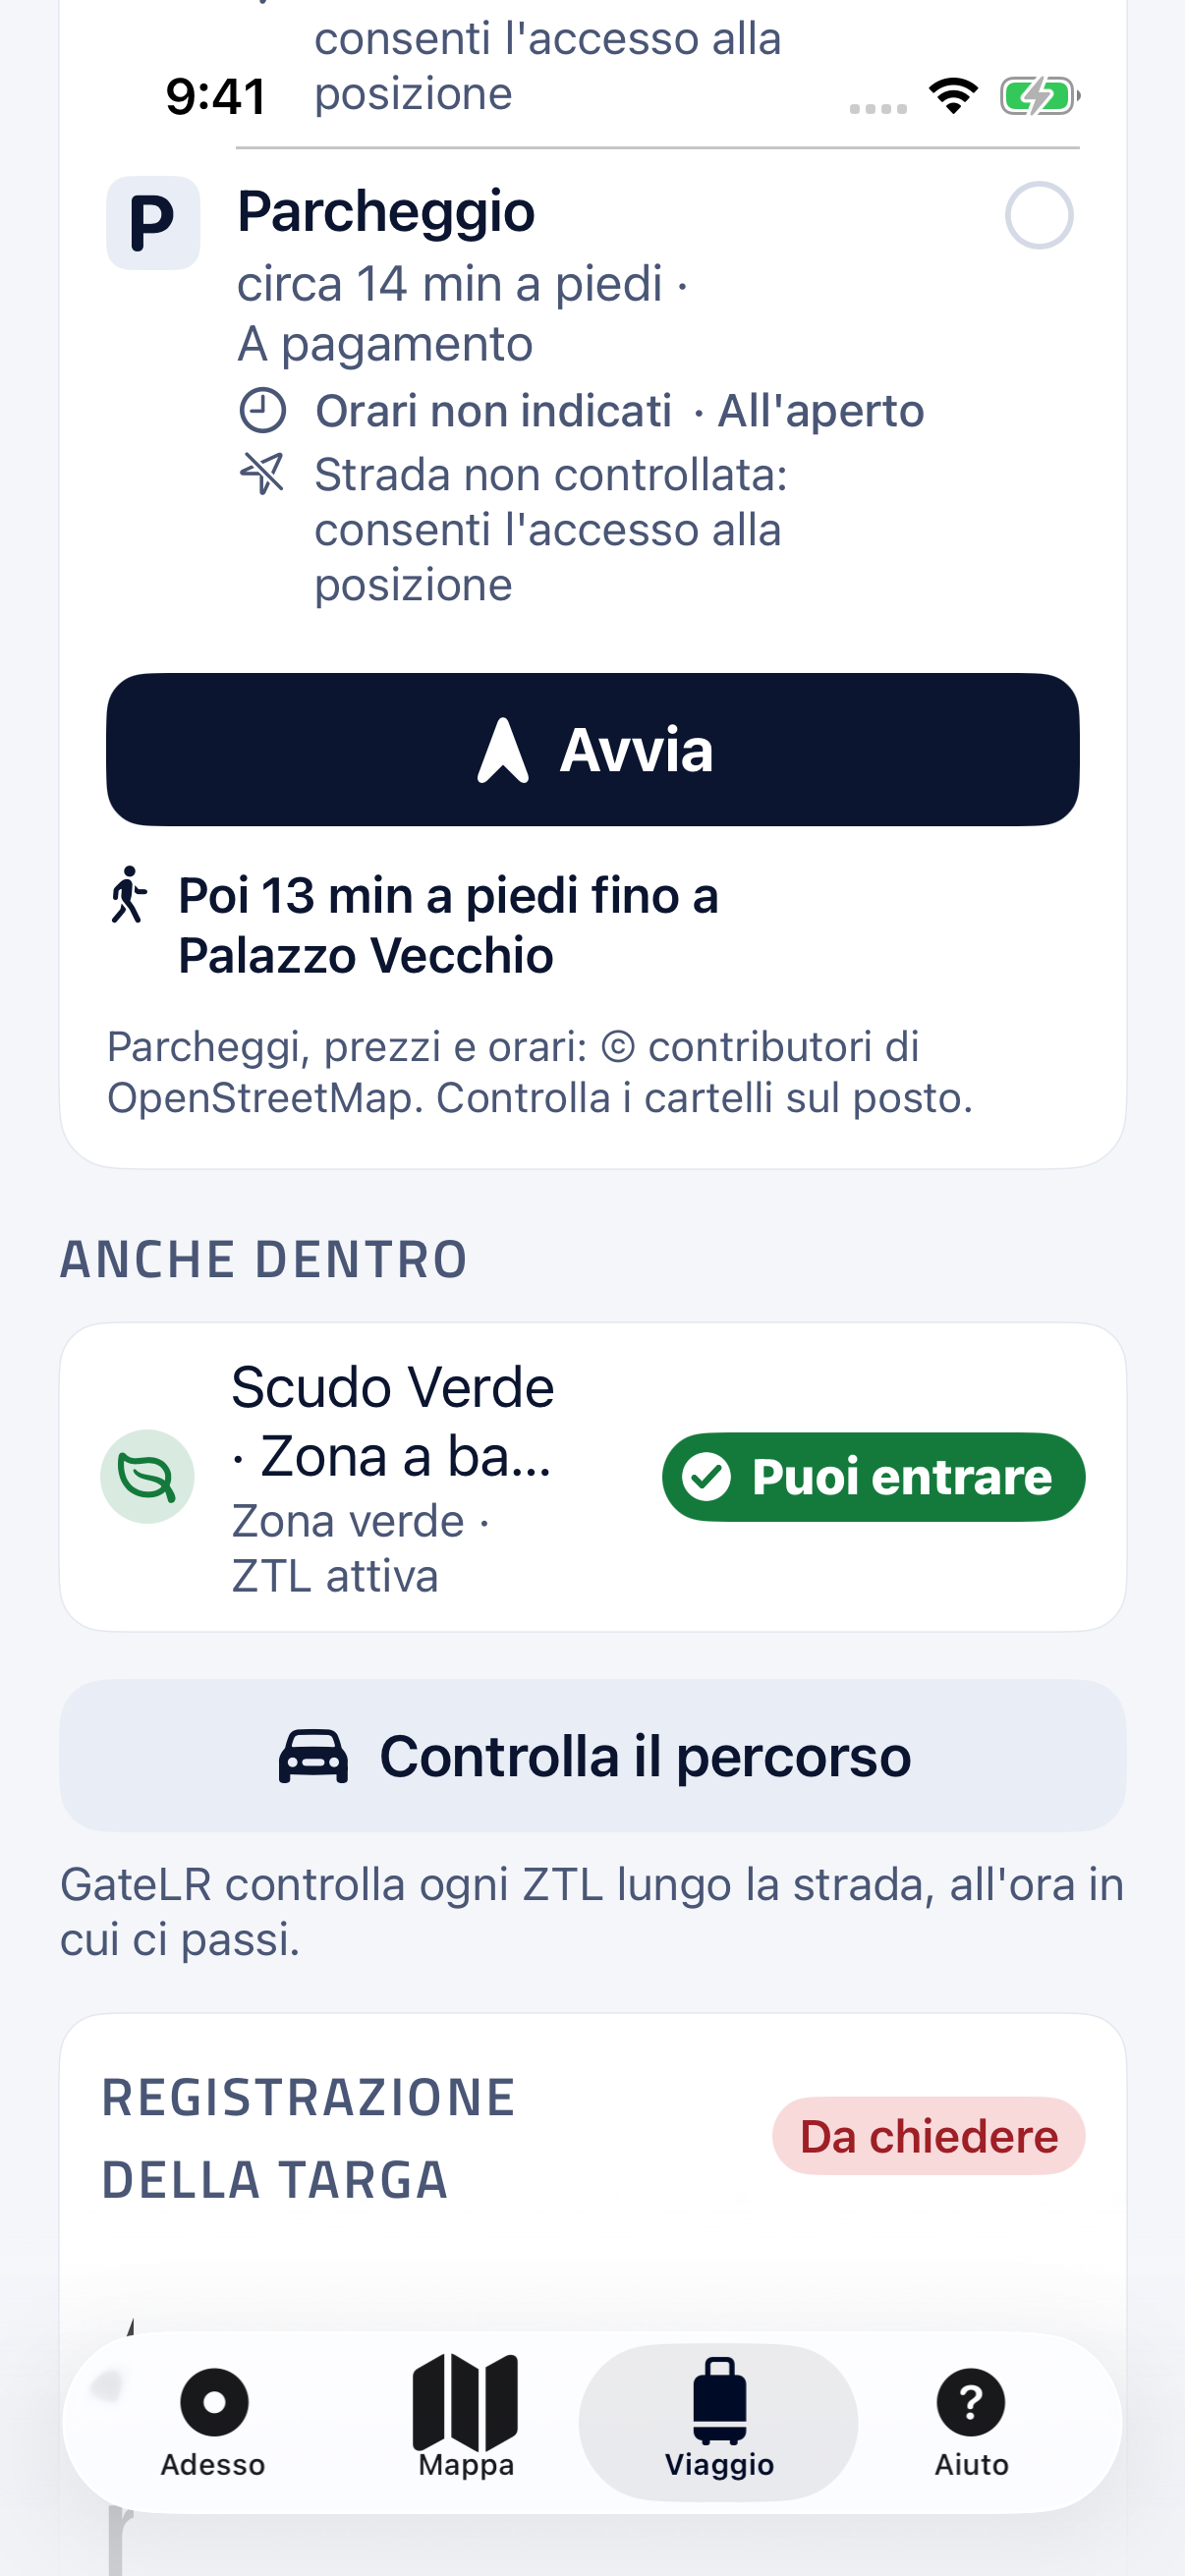 consenti l'accesso alla
9:41
posizione
P
Parcheggio
circa 14 min a piedi ·
A pagamento
Orari non indicati · All'aperto
Strada non controllata:
consenti l'accesso alla
posizione
Avvia
Poi 13 min a piedi fino a
Palazzo Vecchio
Parcheggi, prezzi e orari: © contributori di
OpenStreetMap. Controlla i cartelli sul posto.
ANCHE DENTRO
Scudo Verde
· Zona a ba...
Zona verde ·
ZTL attiva
Puoi entrare
Controlla il percorso
GateLR controlla ogni ZTL lungo la strada, all'ora in
cui ci passi.
REGISTRAZIONE
DELLA TARGA
Da chiedere
Adesso
Mappa
Viaggio
?
Aiuto